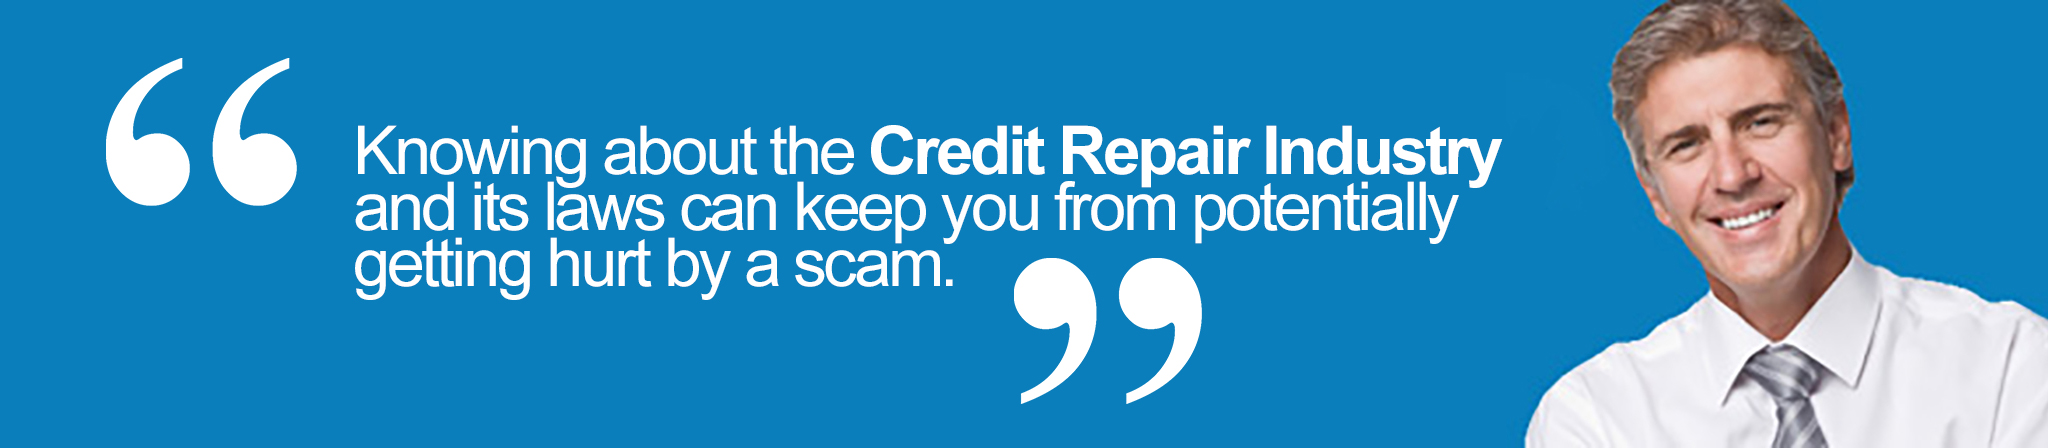 “Knowing about the Credit Repair Industry
and its laws can keep you from potentially
getting hurt by a scam.”